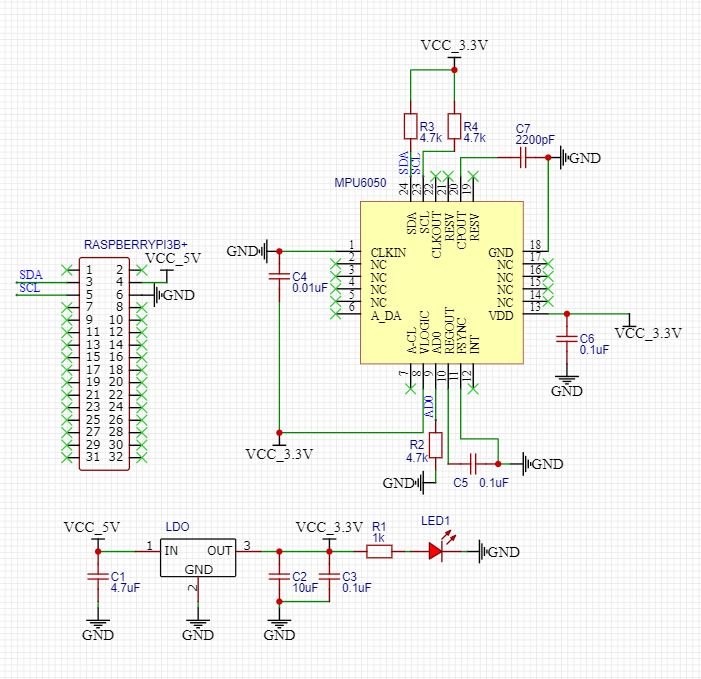 VCC_3.3V
R3
4.7k
R4
4.7k
C7
2200pF
GND
SDA
SCL
MPU6050
24
23
22
21
20
19
SDA
SCL
CLKOUT
RESV
CPOUT
RESV
GND
1
2
3
4
5
6
CLKIN
NC
NC
NC
NC
A_DA
GND
NC
NC
NC
NC
VDD
18
17
16
15
14
13
C4
0.01uF
A-CL
VLOGIC
AD0
REGOUT
FSYNC
INT
7
8
9
10
11
12
C6
0.1uF
GND
VCC_3.3V
VCC_3.3V
AD0
R2
4.7k
GND
C5
0.1uF
GND
RASPBERRYPI3B+
VCC_5V
SDA
SCL
GND
1 2
3 4
5 6
7 8
9 10
11 12
13 14
15 16
17 18
19 20
21 22
23 24
25 26
27 28
29 30
31 32
VCC_5V
LDO
1
IN
OUT
GND
3
2
VCC_3.3V
R1
1k
LED1
GND
C1
4.7uF
C2
10uF
C3
0.1uF
GND
GND
GND